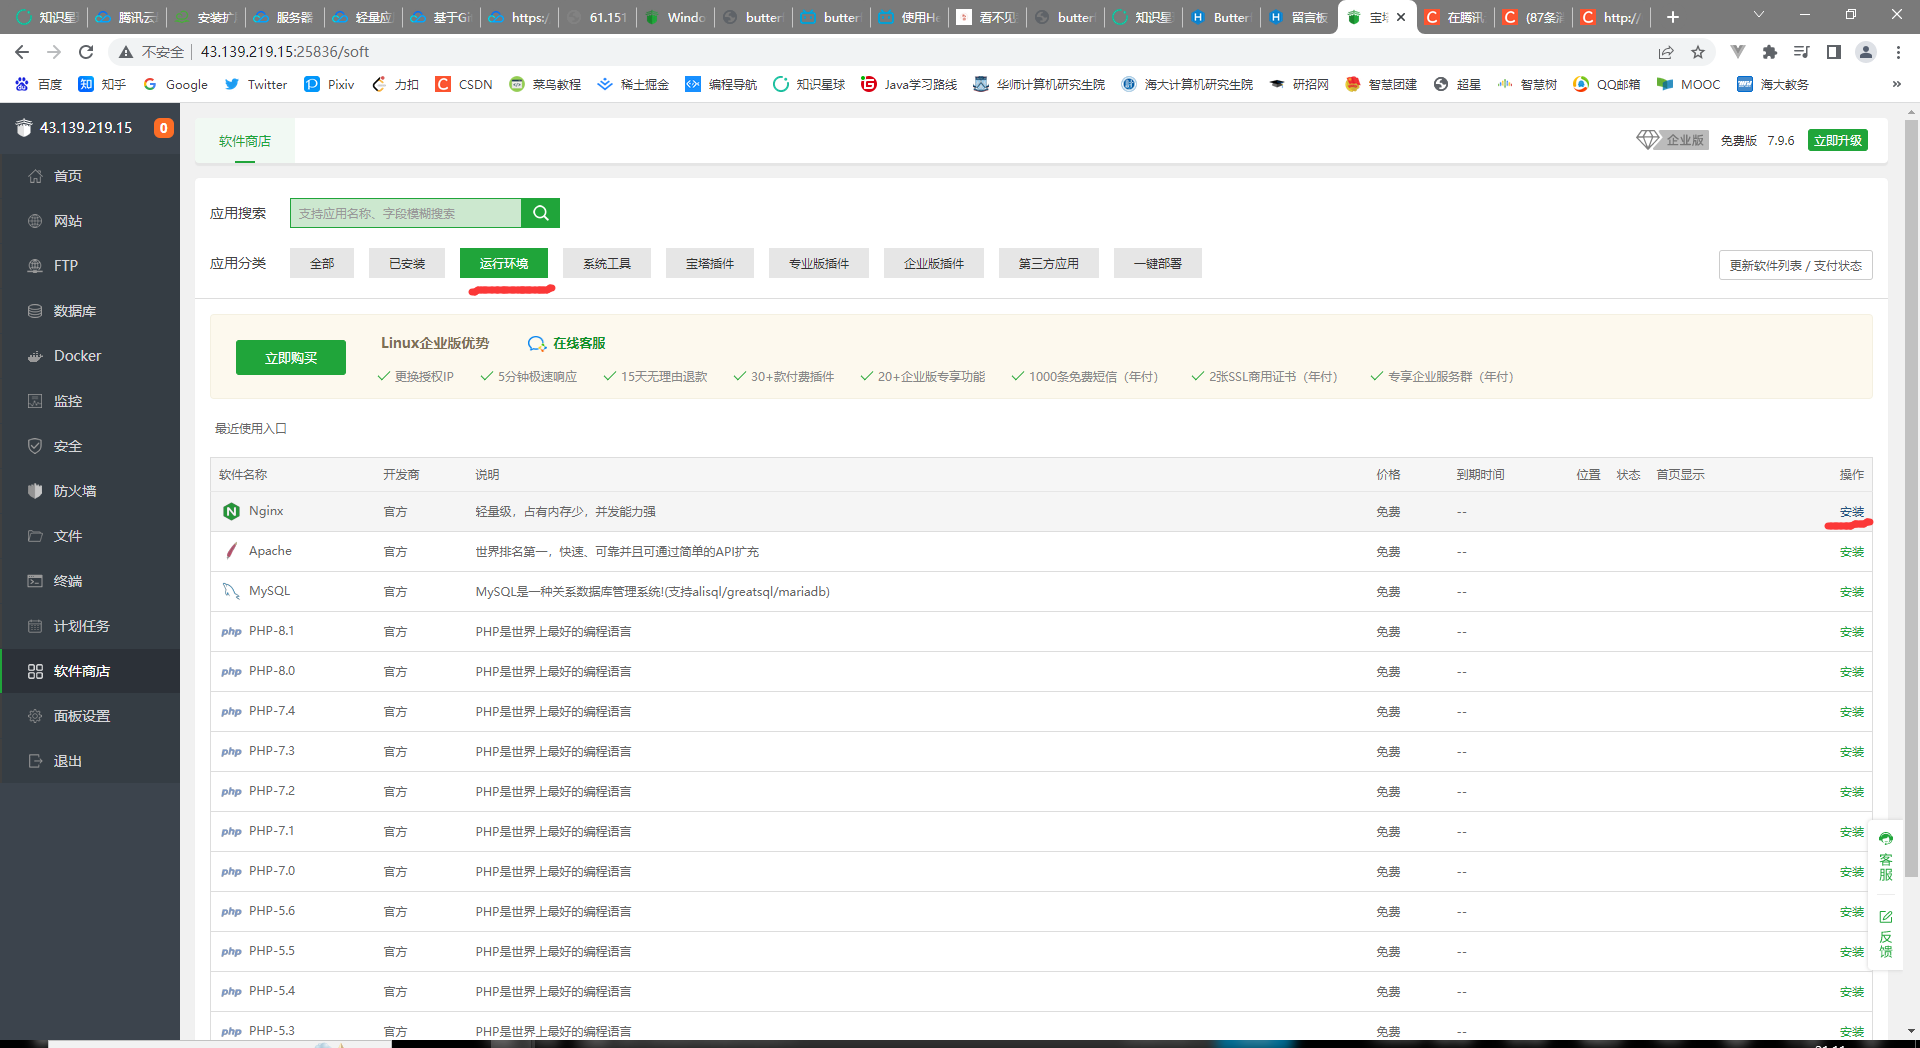 知识星 腾讯云 安装扩 服务器 轻量应 基于Gi https:/ 61.151 Windo butter butter 使用He 看不见 butter 知识星 Butter 留言板 宝塔 在腾讯 (87条消 http://
不安全 43.139.219.15:25836/soft
百度 知乎 Google Twitter Pixiv 力扣 CSDN 菜鸟教程 稀土掘金 编程导航 知识星球 Java学习路线 华师计算机研究生院 海大计算机研究生院 研招网 智慧团建 超星 智慧树 QQ邮箱 MOOC 海大教务 »
43.139.219.15 0
首页
网站
FTP
数据库
Docker
监控
安全
防火墙
文件
终端
计划任务
软件商店
面板设置
退出
软件商店 企业版 免费版 7.9.6 立即升级
应用搜索 支持应用名称、字段模糊搜索
应用分类 全部 已安装 运行环境 系统工具 宝塔插件 专业版插件 企业版插件 第三方应用 一键部署 更新软件列表 / 支付状态
立即购买 Linux企业版优势 在线客服
更换授权IP 5分钟极速响应 15天无理由退款 30+款付费插件 20+企业版专享功能 1000条免费短信（年付） 2张SSL商用证书（年付） 专享企业服务群（年付）
最近使用入口
软件名称 开发商 说明 价格 到期时间 位置 状态 首页显示 操作
Nginx 官方 轻量级，占有内存少，并发能力强 免费 -- 安装
Apache 官方 世界排名第一，快速、可靠并且可通过简单的API扩充 免费 -- 安装
MySQL 官方 MySQL是一种关系数据库管理系统!(支持alisql/greatsql/mariadb) 免费 -- 安装
php PHP-8.1 官方 PHP是世界上最好的编程语言 免费 -- 安装
php PHP-8.0 官方 PHP是世界上最好的编程语言 免费 -- 安装
php PHP-7.4 官方 PHP是世界上最好的编程语言 免费 -- 安装
php PHP-7.3 官方 PHP是世界上最好的编程语言 免费 -- 安装
php PHP-7.2 官方 PHP是世界上最好的编程语言 免费 -- 安装
php PHP-7.1 官方 PHP是世界上最好的编程语言 免费 -- 安装
php PHP-7.0 官方 PHP是世界上最好的编程语言 免费 -- 安装
php PHP-5.6 官方 PHP是世界上最好的编程语言 免费 -- 安装
php PHP-5.5 官方 PHP是世界上最好的编程语言 免费 -- 安装
php PHP-5.4 官方 PHP是世界上最好的编程语言 免费 -- 安装
php PHP-5.3 官方 PHP是世界上最好的编程语言 免费 -- 安装
客服
反馈